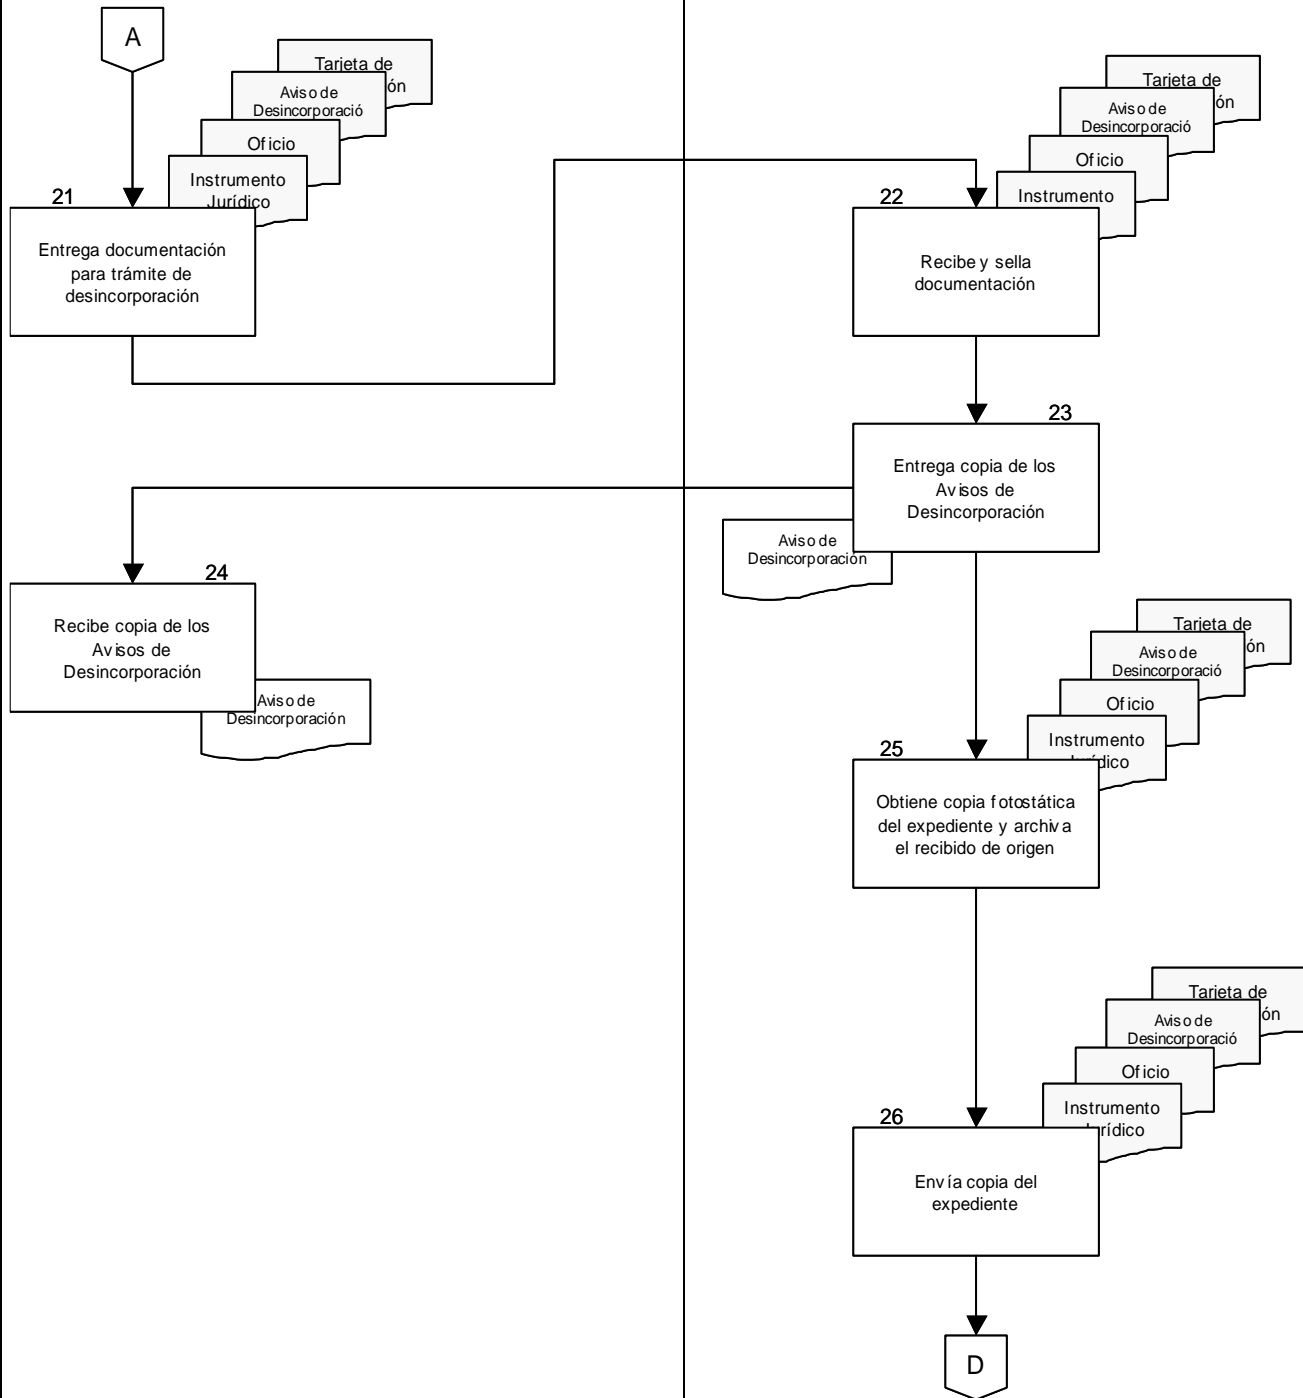 A
Tarjeta de
ón
Aviso de
Desincorporació
Oficio
Instrumento
Jurídico
21
Entrega documentación
para trámite de
desincorporación
Tarjeta de
ón
Aviso de
Desincorporació
Oficio
Instrumento
22
Recibe y sella
documentación
23
Entrega copia de los
Avisos de
Desincorporación
Aviso de
Desincorporación
24
Recibe copia de los
Avisos de
Desincorporación
Aviso de
Desincorporación
Tarjeta de
ón
Aviso de
Desincorporació
Oficio
Instrumento
Jurídico
25
Obtiene copia fotostática
del expediente y archiva
el recibido de origen
Tarjeta de
ón
Aviso de
Desincorporació
Oficio
Instrumento
Jurídico
26
Envía copia del
expediente
D